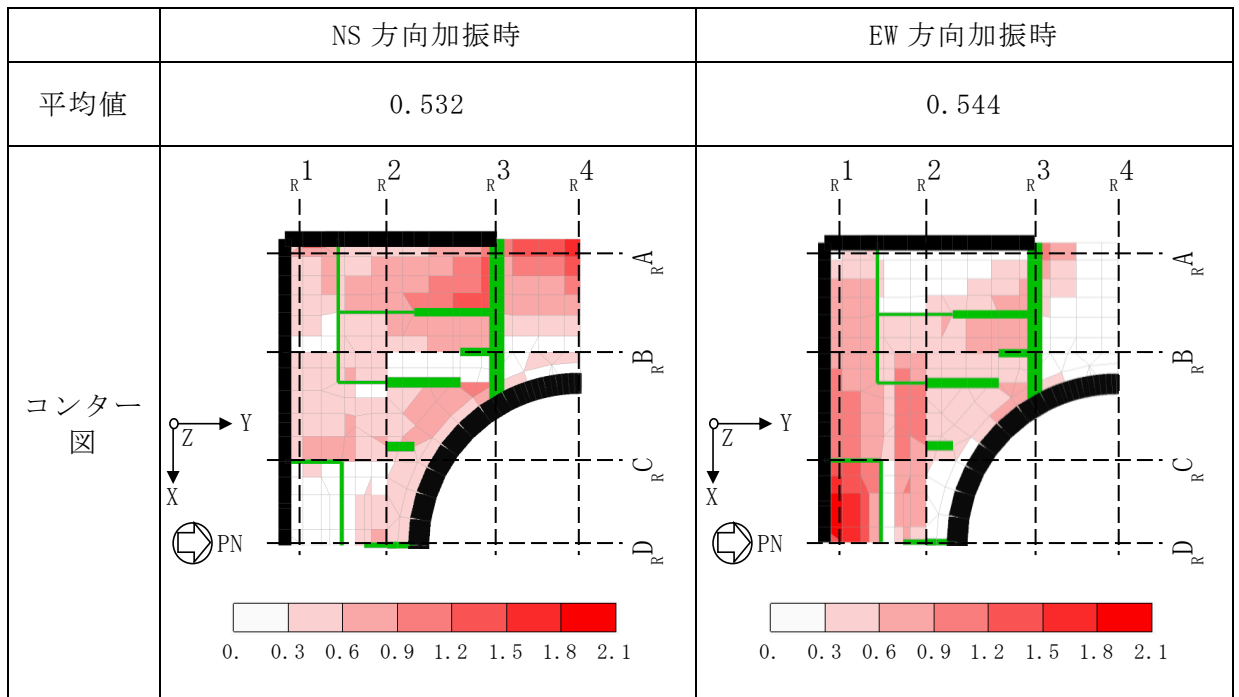 NS 方向加振時
EW 方向加振時
平均値
0.532
0.544
コンター
図
R1 R2 R3 R4
RA
RB
RC
RD
Y
Z
X
PN
0. 0.3 0.6 0.9 1.2 1.5 1.8 2.1
R1 R2 R3 R4
RA
RB
RC
RD
Y
Z
X
PN
0. 0.3 0.6 0.9 1.2 1.5 1.8 2.1